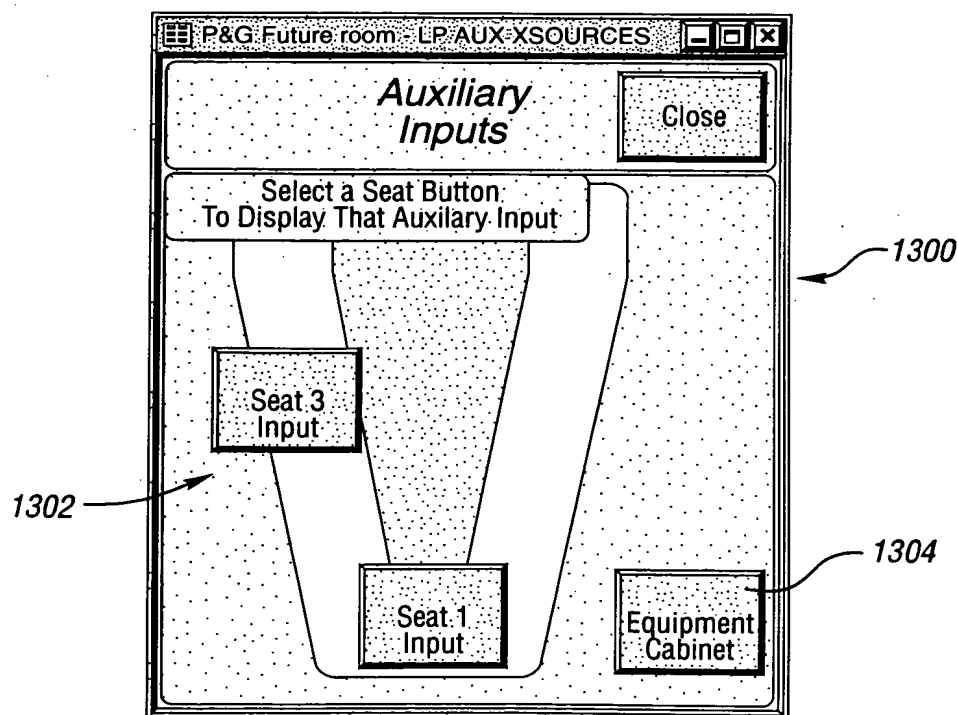 P&G Future room - LP AUX-XSOURCES
Auxiliary
Inputs
Close
Select a Seat Button
To Display That Auxilary Input
1300
Seat 3
Input
1302
1304
Seat 1
Input
Equipment
Cabinet